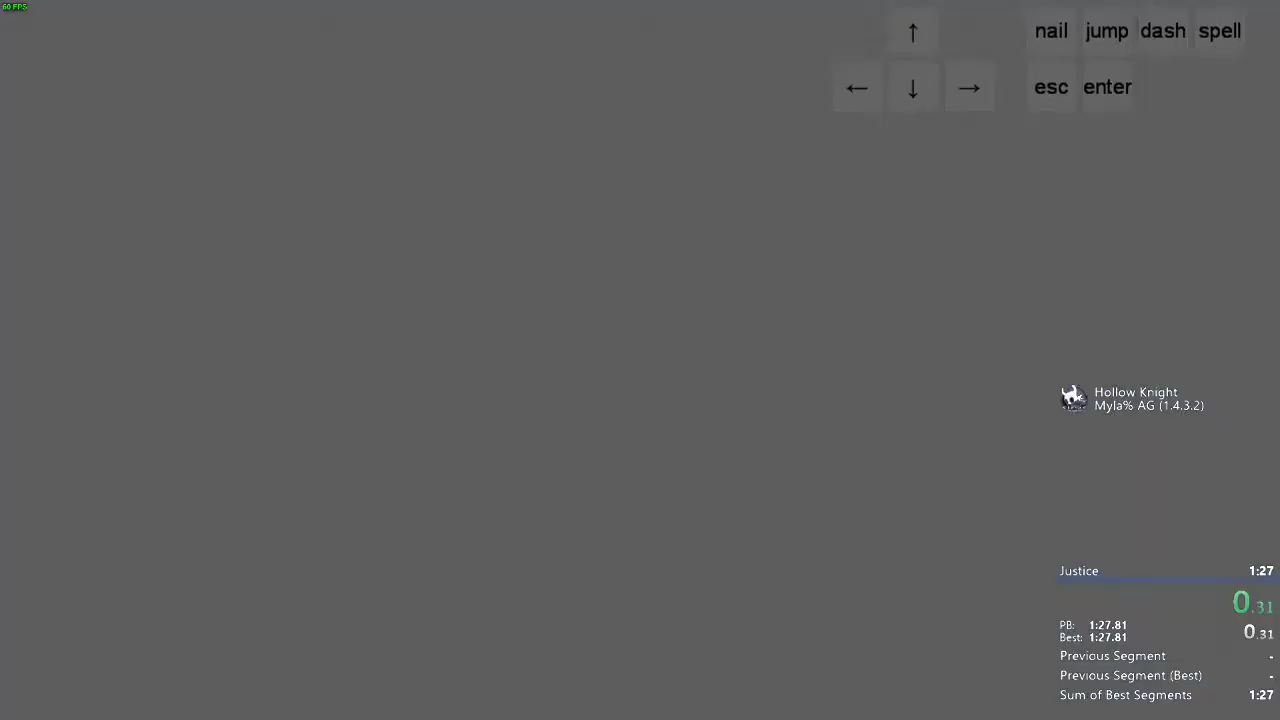 60 FPS
↑ nail jump dash spell
← ↓ → esc enter
Hollow Knight
Myla% AG (1.4.3.2)
Justice 1:27
0.31
PB: 1:27.81
Best: 1:27.81 0.31
Previous Segment -
Previous Segment (Best) -
Sum of Best Segments 1:27